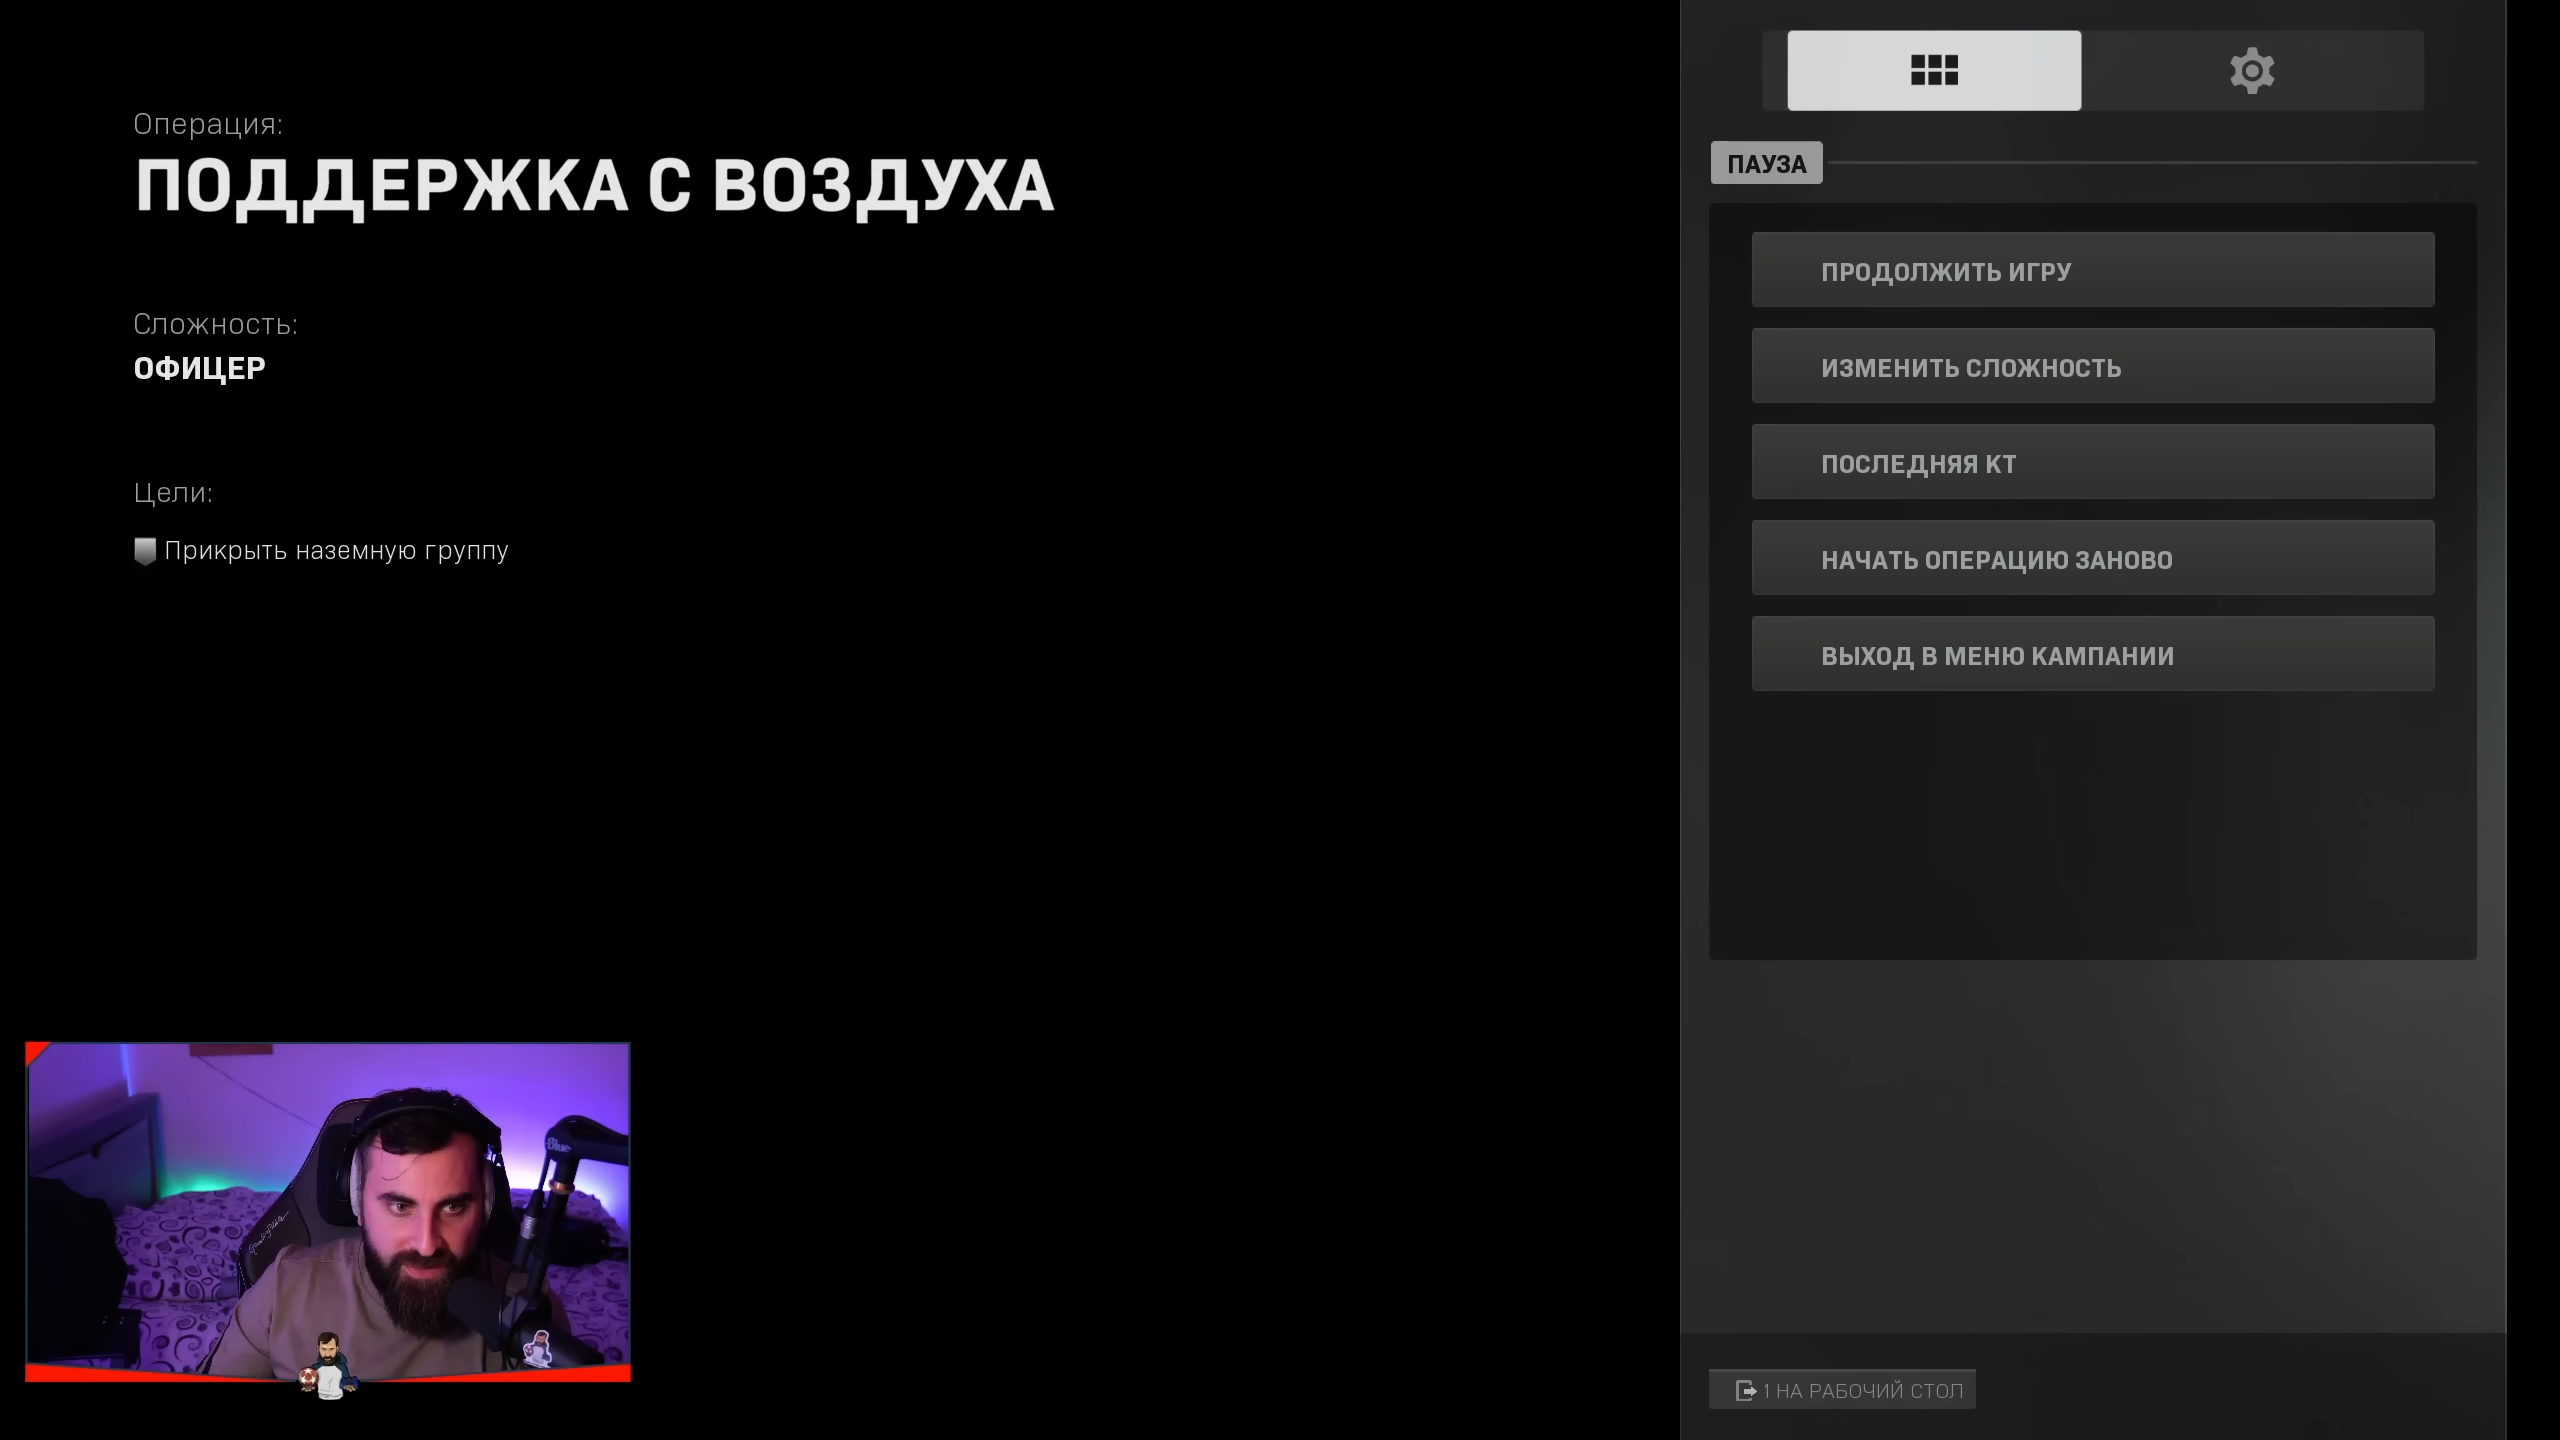 Операция:
ПОДДЕРЖКА С ВОЗДУХА
Сложность:
ОФИЦЕР
Цели:
Прикрыть наземную группу
ПАУЗА
ПРОДОЛЖИТЬ ИГРУ
ИЗМЕНИТЬ СЛОЖНОСТЬ
ПОСЛЕДНЯЯ КТ
НАЧАТЬ ОПЕРАЦИЮ ЗАНОВО
ВЫХОД В МЕНЮ КАМПАНИИ
1 НА РАБОЧИЙ СТОЛ
Blue